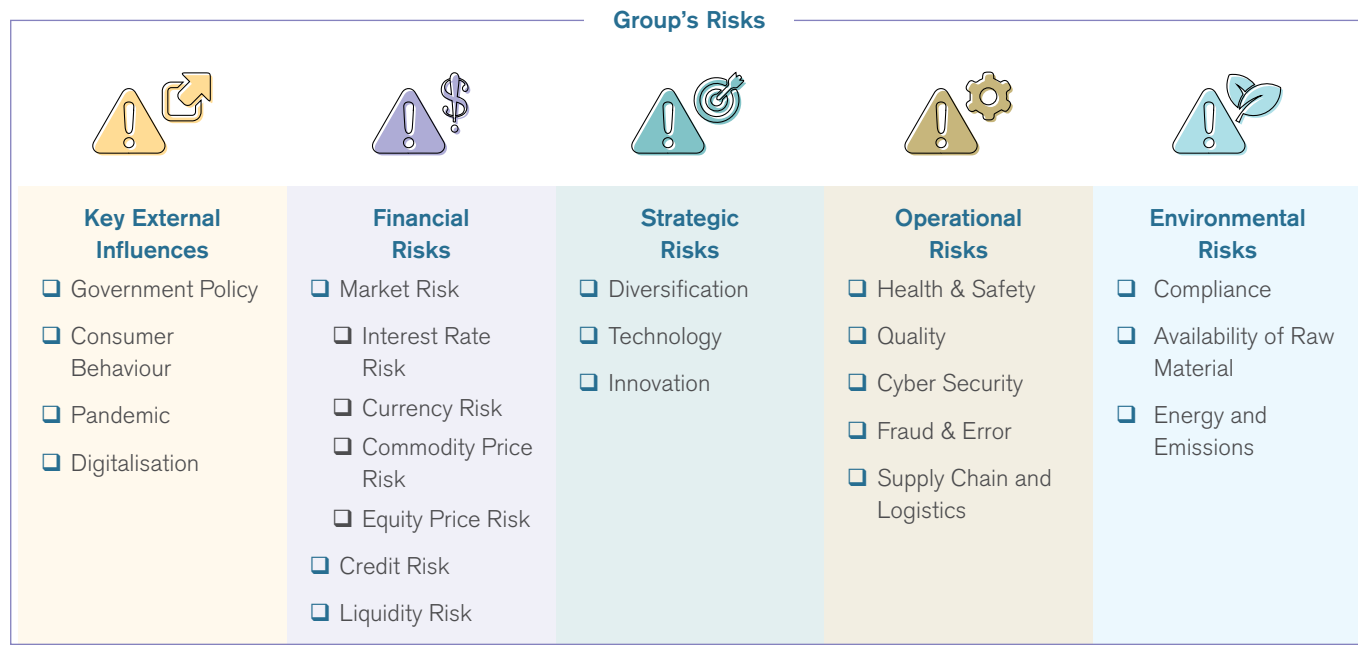 Group's Risks
Key External
Influences
❑ Government Policy
❑ Consumer
Behaviour
❑ Pandemic
❑ Digitalisation
Financial
Risks
❑ Market Risk
❑ Interest Rate
Risk
❑ Currency Risk
❑ Commodity Price
Risk
❑ Equity Price Risk
❑ Credit Risk
❑ Liquidity Risk
Strategic
Risks
❑ Diversification
❑ Technology
❑ Innovation
Operational
Risks
❑ Health & Safety
❑ Quality
❑ Cyber Security
❑ Fraud & Error
❑ Supply Chain and
Logistics
Environmental
Risks
❑ Compliance
❑ Availability of Raw
Material
❑ Energy and
Emissions